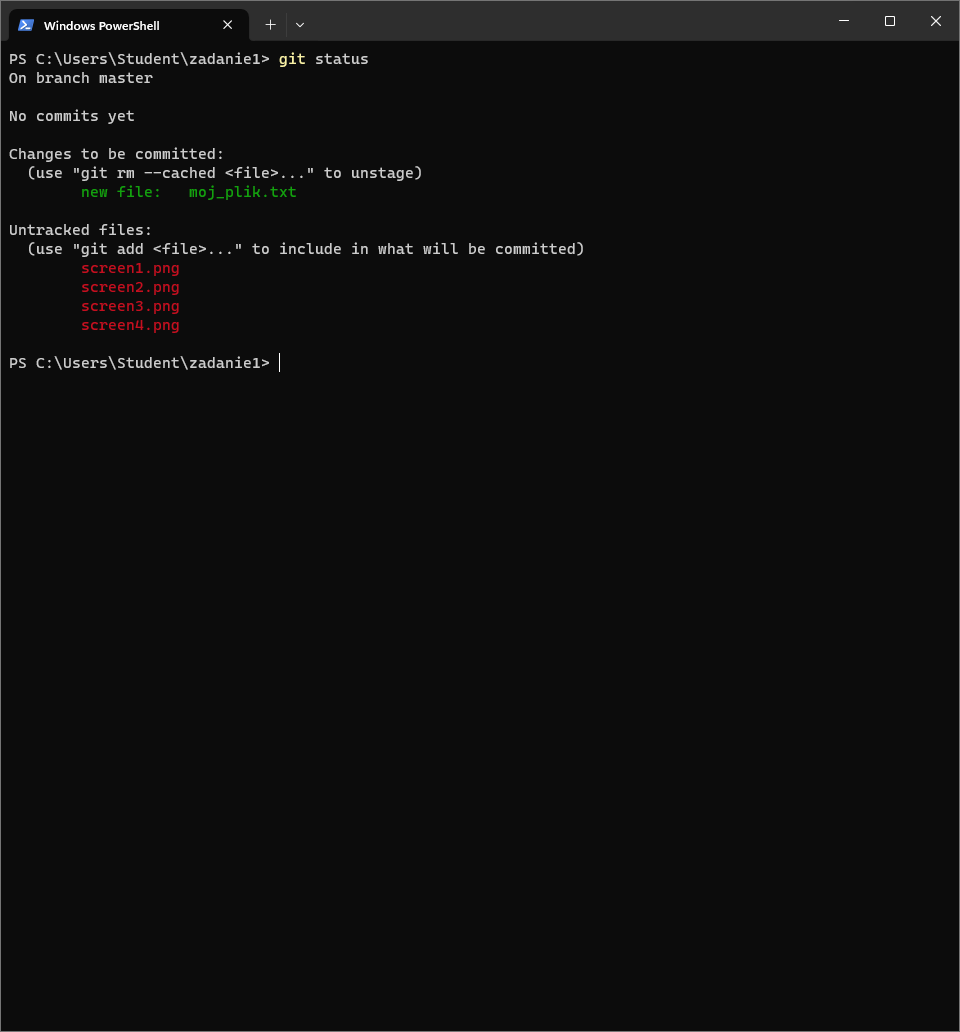 Windows PowerShell
PS C:\Users\Student\zadanie1> git status
On branch master
No commits yet
Changes to be committed:
  (use "git rm --cached <file>..." to unstage)
        new file:   moj_plik.txt
Untracked files:
  (use "git add <file>..." to include in what will be committed)
        screen1.png
        screen2.png
        screen3.png
        screen4.png
PS C:\Users\Student\zadanie1>